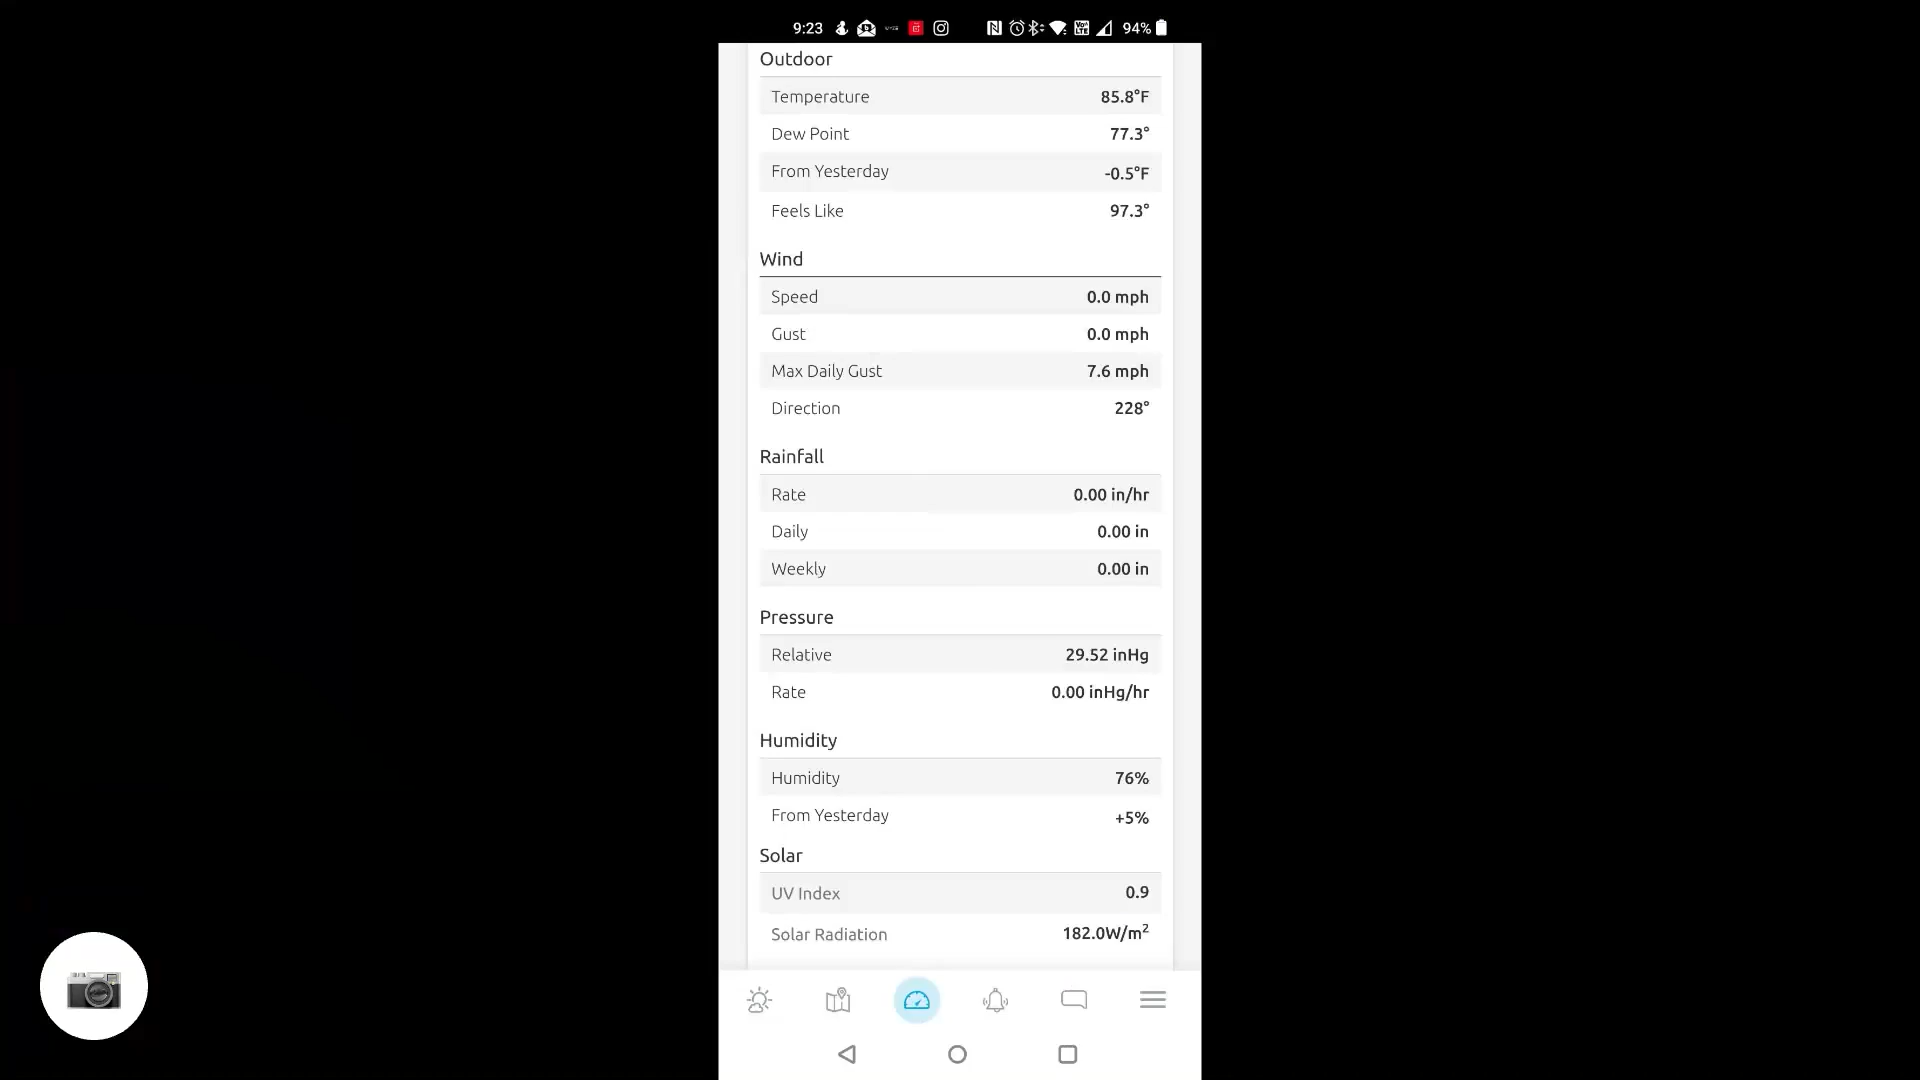 9:23 94%
Outdoor
Temperature 85.8°F
Dew Point 77.3°
From Yesterday -0.5°F
Feels Like 97.3°
Wind
Speed 0.0 mph
Gust 0.0 mph
Max Daily Gust 7.6 mph
Direction 228°
Rainfall
Rate 0.00 in/hr
Daily 0.00 in
Weekly 0.00 in
Pressure
Relative 29.52 inHg
Rate 0.00 inHg/hr
Humidity
Humidity 76%
From Yesterday +5%
Solar
UV Index 0.9
Solar Radiation 182.0W/m²